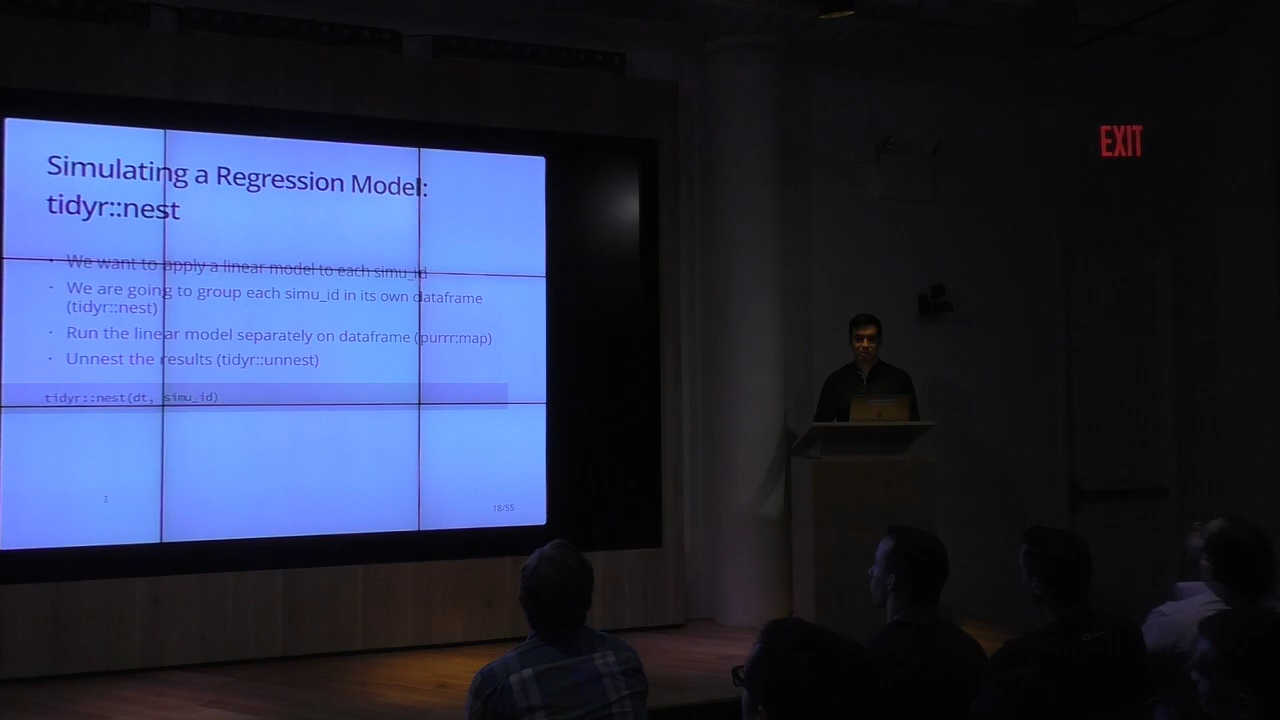 Simulating a Regression Model:
tidyr::nest
- We want to apply a linear model to each simu_id
- We are going to group each simu_id in its own dataframe
(tidyr::nest)
- Run the linear model separately on dataframe (purrr:map)
- Unnest the results (tidyr::unnest)
tidyr::nest(dt, simu_id)
18/55
EXIT